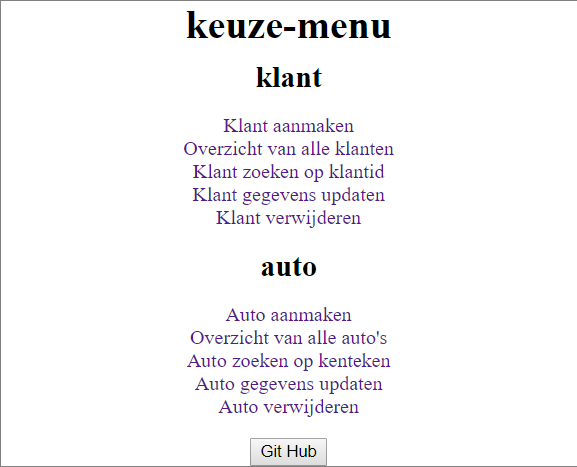 keuze-menu
klant
Klant aanmaken
Overzicht van alle klanten
Klant zoeken op klantid
Klant gegevens updaten
Klant verwijderen
auto
Auto aanmaken
Overzicht van alle auto's
Auto zoeken op kenteken
Auto gegevens updaten
Auto verwijderen
Git Hub